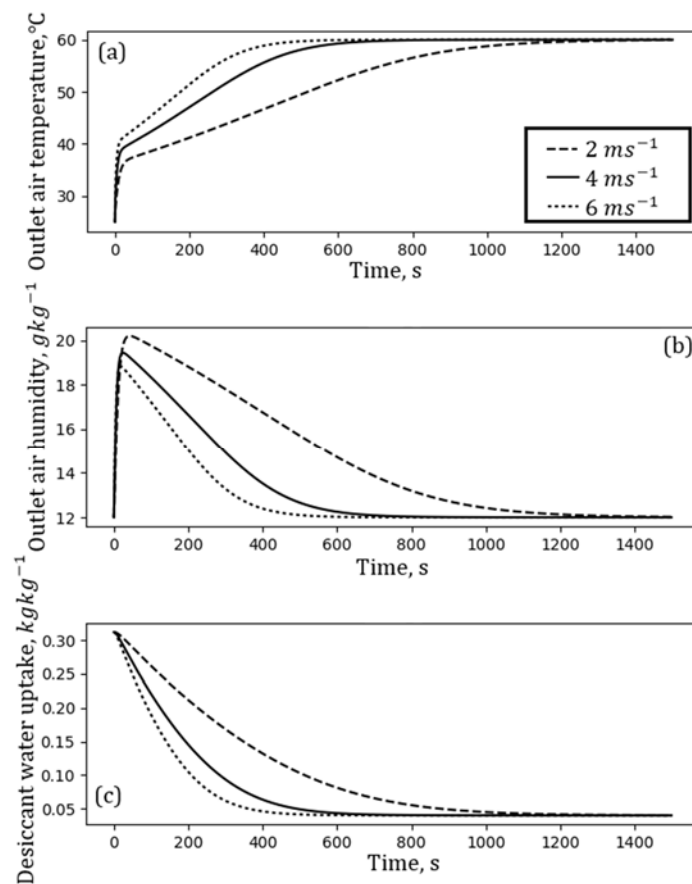 Outlet air temperature,°C
(a)
60
50
40
30
2 ms⁻¹
4 ms⁻¹
6 ms⁻¹
0 200 400 600 800 1000 1200 1400
Time, s
Outlet air humidity, gkg⁻¹
(b)
20
18
16
14
12
0 200 400 600 800 1000 1200 1400
Time, s
Desiccant water uptake, kgkg⁻¹
0.30
0.25
0.20
0.15
0.10
0.05
(c)
0 200 400 600 800 1000 1200 1400
Time, s